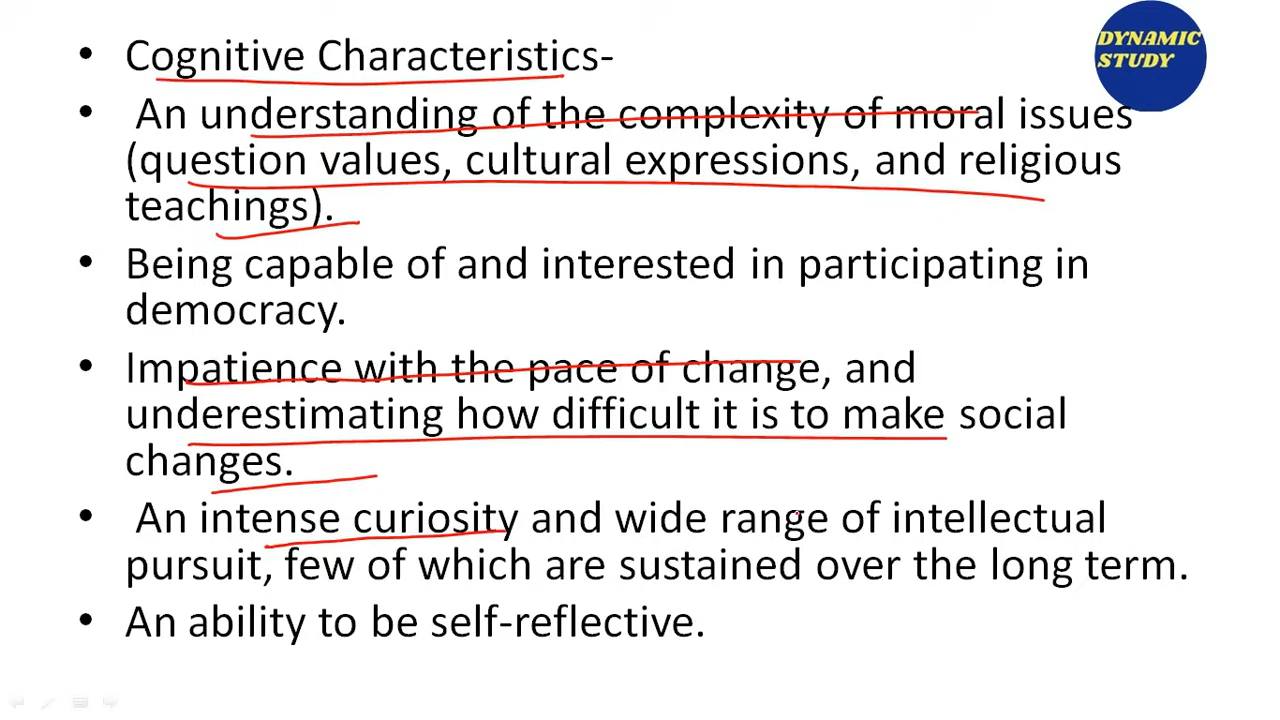 DYNAMIC
STUDY
• Cognitive Characteristics-
• An understanding of the complexity of moral issues
(question values, cultural expressions, and religious
teachings).
• Being capable of and interested in participating in
democracy.
• Impatience with the pace of change, and
underestimating how difficult it is to make social
changes.
• An intense curiosity and wide range of intellectual
pursuit, few of which are sustained over the long term.
• An ability to be self-reflective.